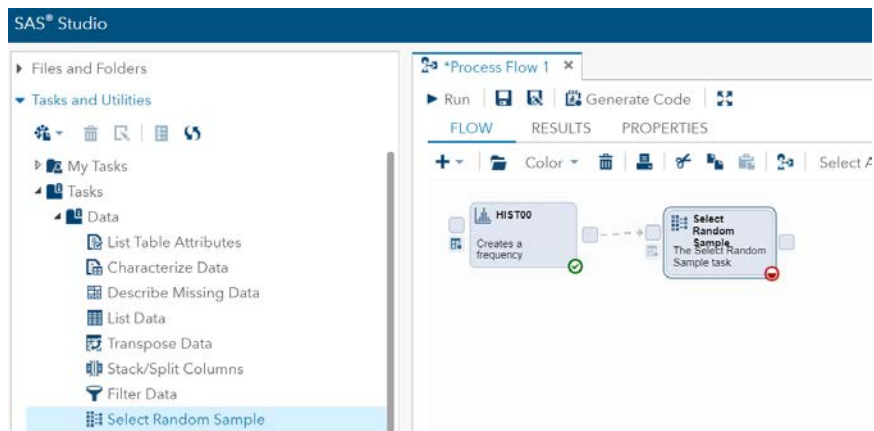 SAS® Studio
Files and Folders
Tasks and Utilities
My Tasks
Tasks
Data
List Table Attributes
Characterize Data
Describe Missing Data
List Data
Transpose Data
Stack/Split Columns
Filter Data
Select Random Sample
*Process Flow 1
Run
Generate Code
FLOW RESULTS PROPERTIES
Color
Select A
HIST00
Creates a
frequency
Select
Random
Sample
The Select Random
Sample task